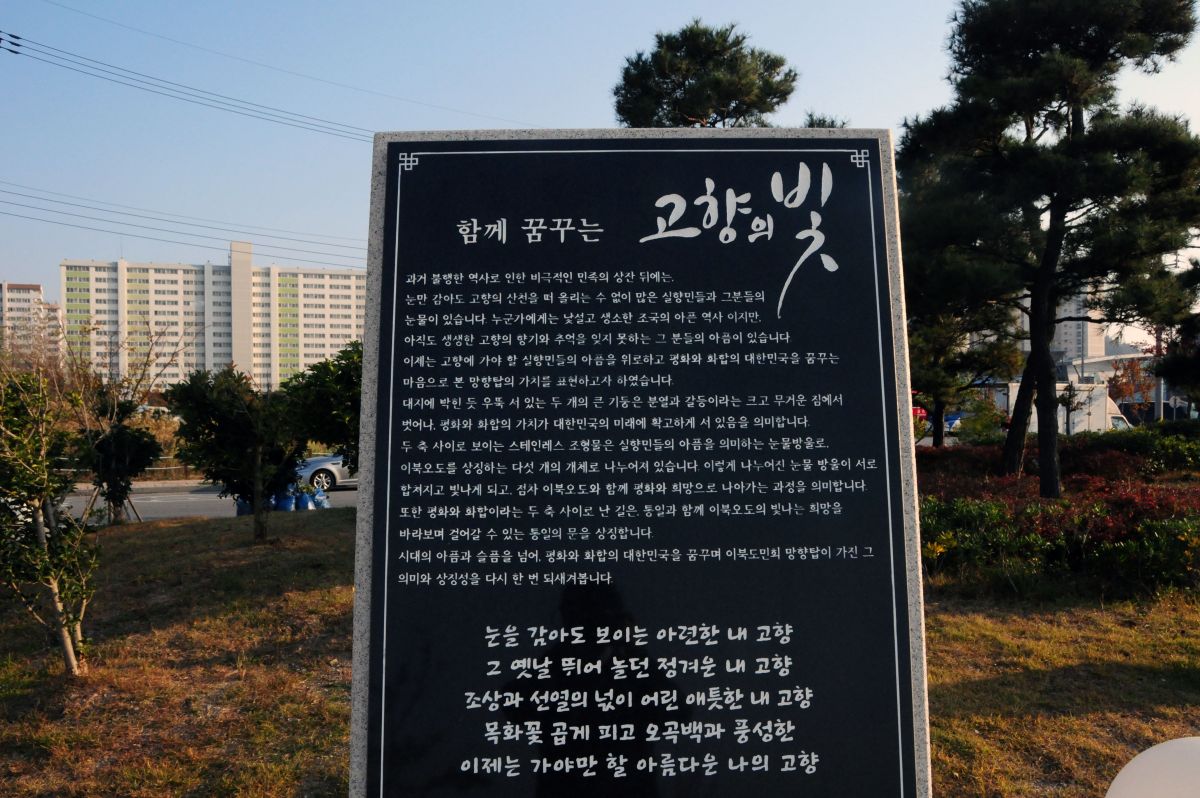 함께 꿈꾸는 고향의 빛
과거 불행한 역사로 인한 비극적인 민족의 상잔 뒤에는,
눈만 감아도 고향의 산천을 떠 올리는 수 없이 많은 실향민들과 그분들의
눈물이 있습니다. 누군가에게는 낯설고 생소한 조국의 아픈 역사 이지만,
아직도 생생한 고향의 향기와 추억을 잊지 못하는 그 분들의 아픔이 있습니다.
이제는 고향에 가야 할 실향민들의 아픔을 위로하고 평화와 화합의 대한민국을 꿈꾸는
마음으로 본 망향탑의 가치를 표현하고자 하였습니다.
대지에 박힌 듯 우뚝 서 있는 두 개의 큰 기둥은 분열과 갈등이라는 크고 무거운 짐에서
벗어나, 평화와 화합의 가치가 대한민국의 미래에 확고하게 서 있음을 의미합니다.
두 축 사이로 보이는 스테인레스 조형물은 실향민들의 아픔을 의미하는 눈물방울로,
이북오도를 상징하는 다섯 개의 개체로 나누어져 있습니다. 이렇게 나누어진 눈물 방울이 서로
합쳐지고 빛나게 되고, 점차 이북오도와 함께 평화와 희망으로 나아가는 과정을 의미합니다.
또한 평화와 화합이라는 두 축 사이로 난 길은, 통일과 함께 이북오도의 빛나는 희망을
바라보며 걸어갈 수 있는 통일의 문을 상징합니다.
시대의 아픔과 슬픔을 넘어, 평화와 화합의 대한민국을 꿈꾸며 이북도민회 망향탑이 가진 그
의미와 상징성을 다시 한 번 되새겨봅니다.
눈을 감아도 보이는 아련한 내 고향
그 옛날 뛰어 놀던 정겨운 내 고향
조상과 선열의 넋이 어린 애틋한 내 고향
목화꽃 곱게 피고 오곡백과 풍성한
이제는 가야만 할 아름다운 나의 고향